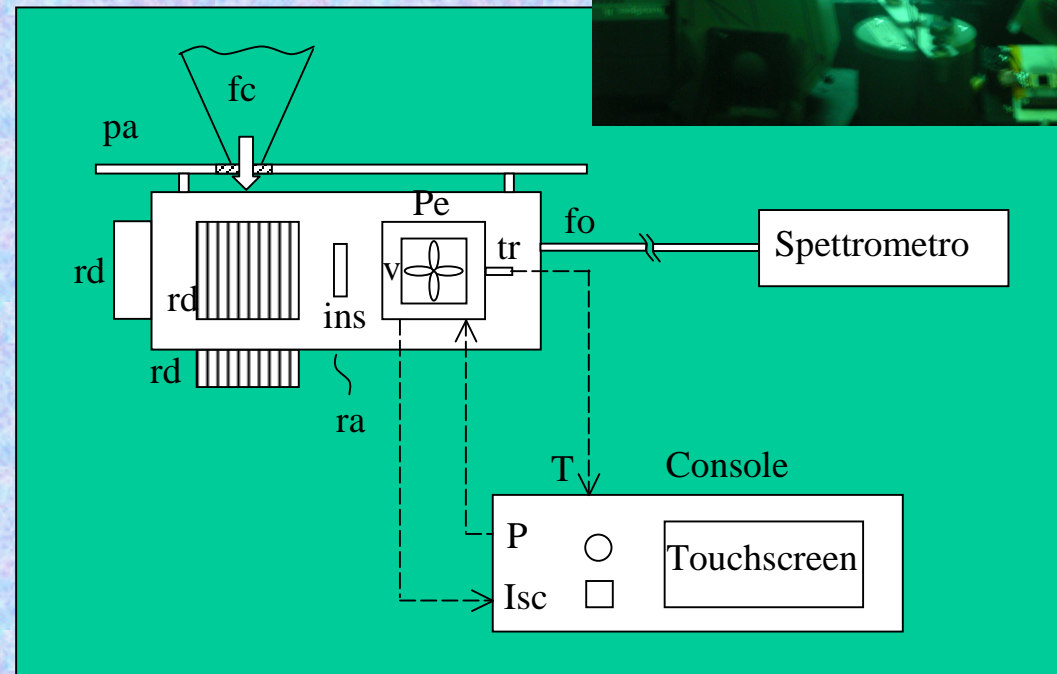 fc
pa
Pe
fo
Spettrometro
tr
rd
v
rd
ins
rd
ra
T
Console
P
Touchscreen
Isc